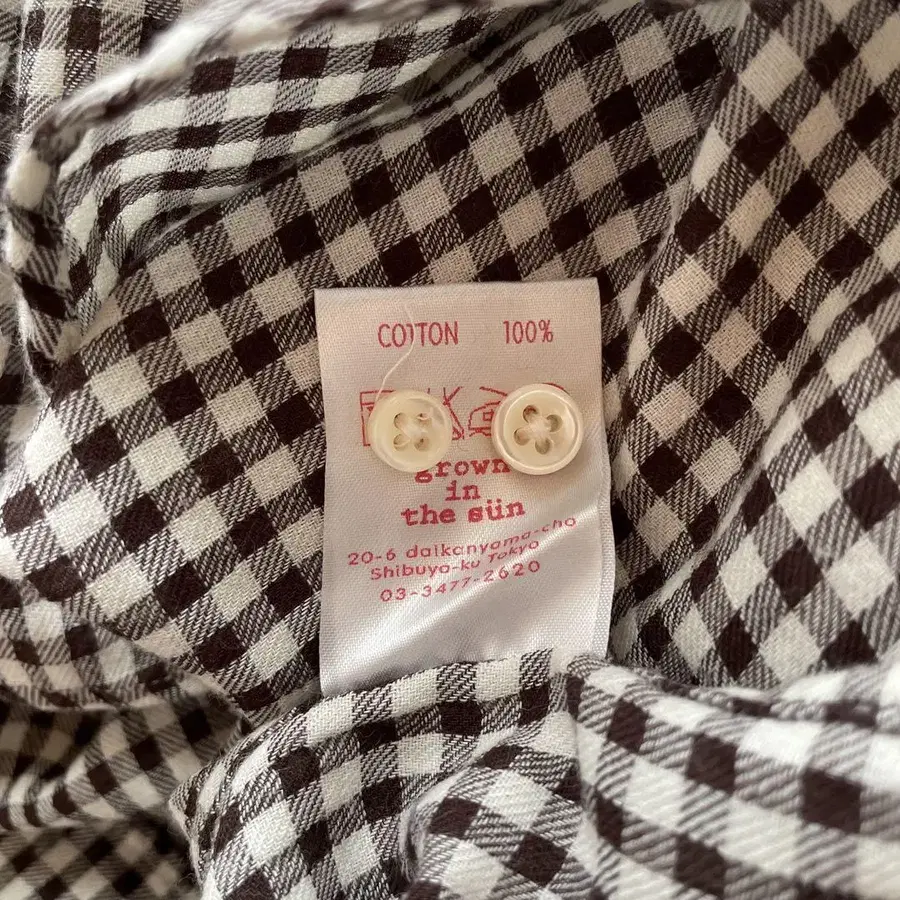 COTTON 100%
grown
in
the sün
20-6 daikanyama-cho
Shibuya-ku Tokyo
03-3477-2620